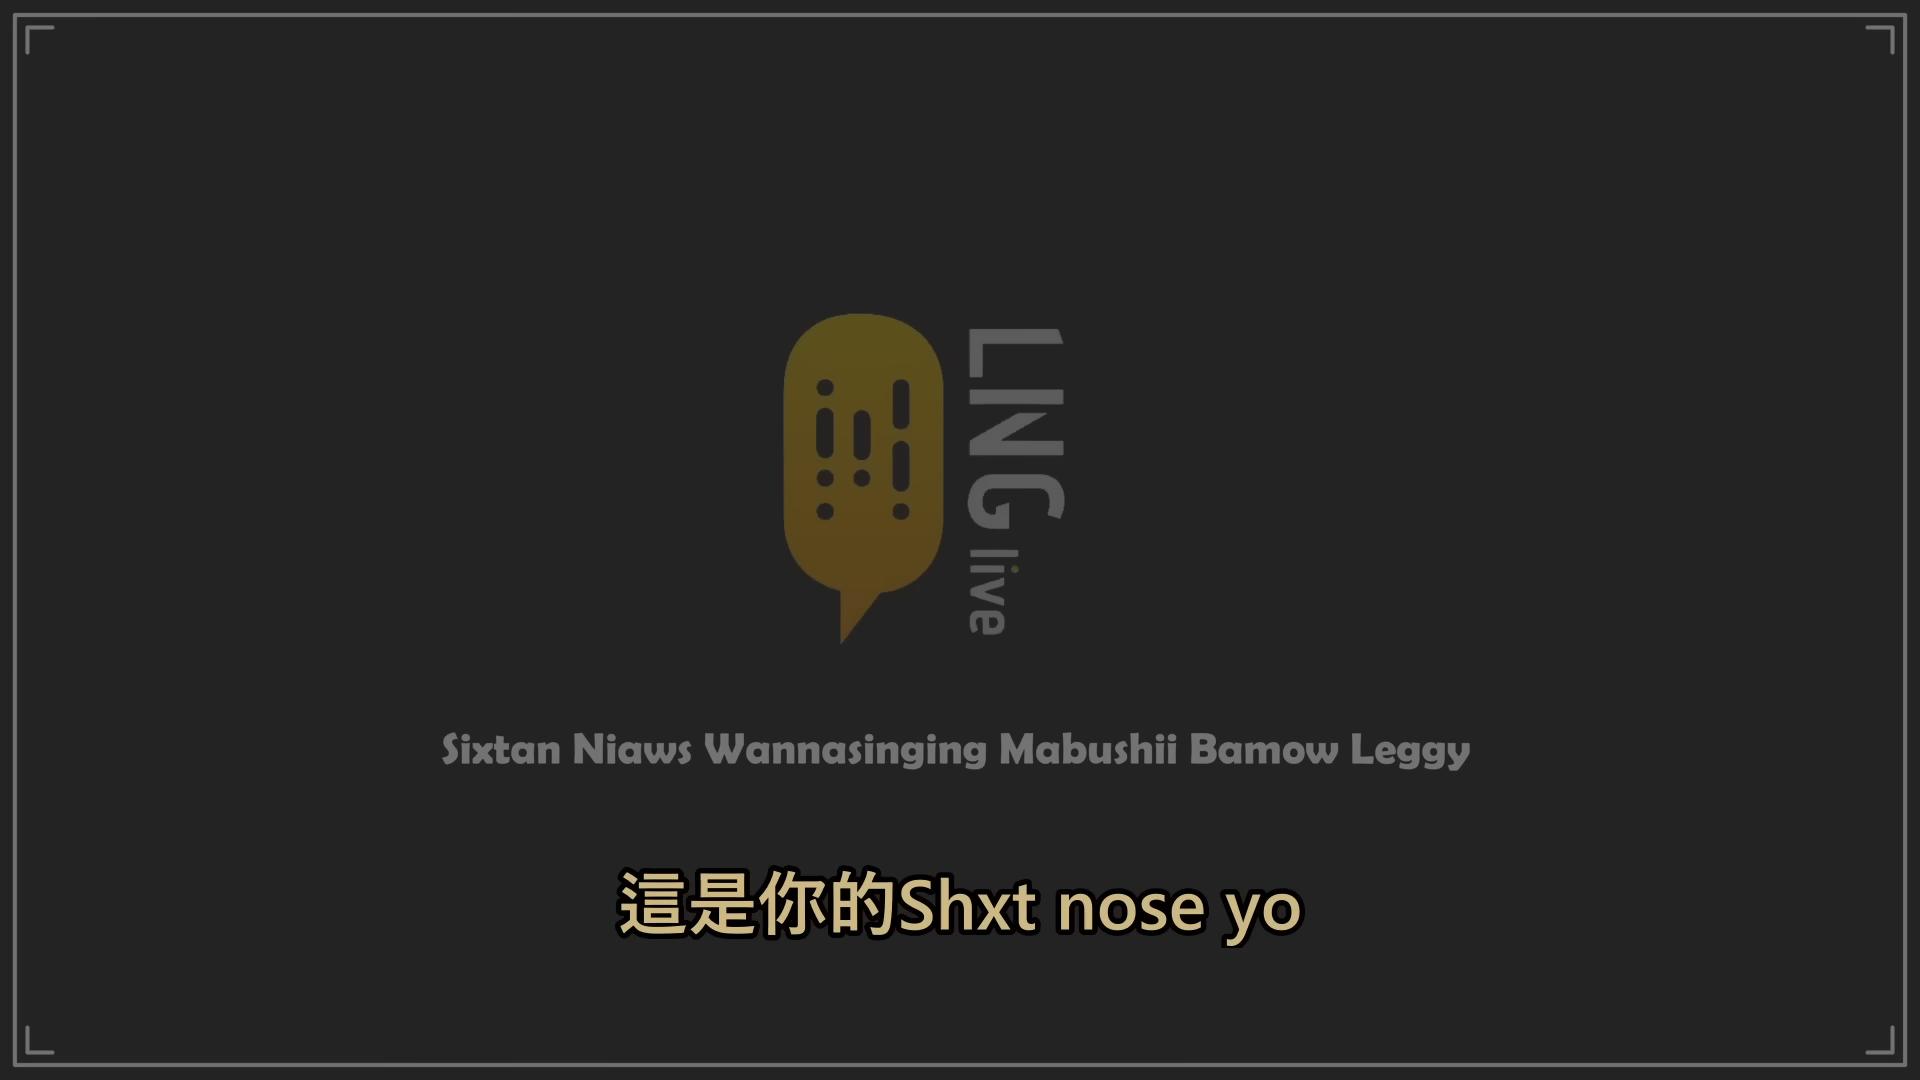 LING live
Sixtan Niaws Wannasinging Mabushii Bamow Leggy
這是你的Shxt nose yo